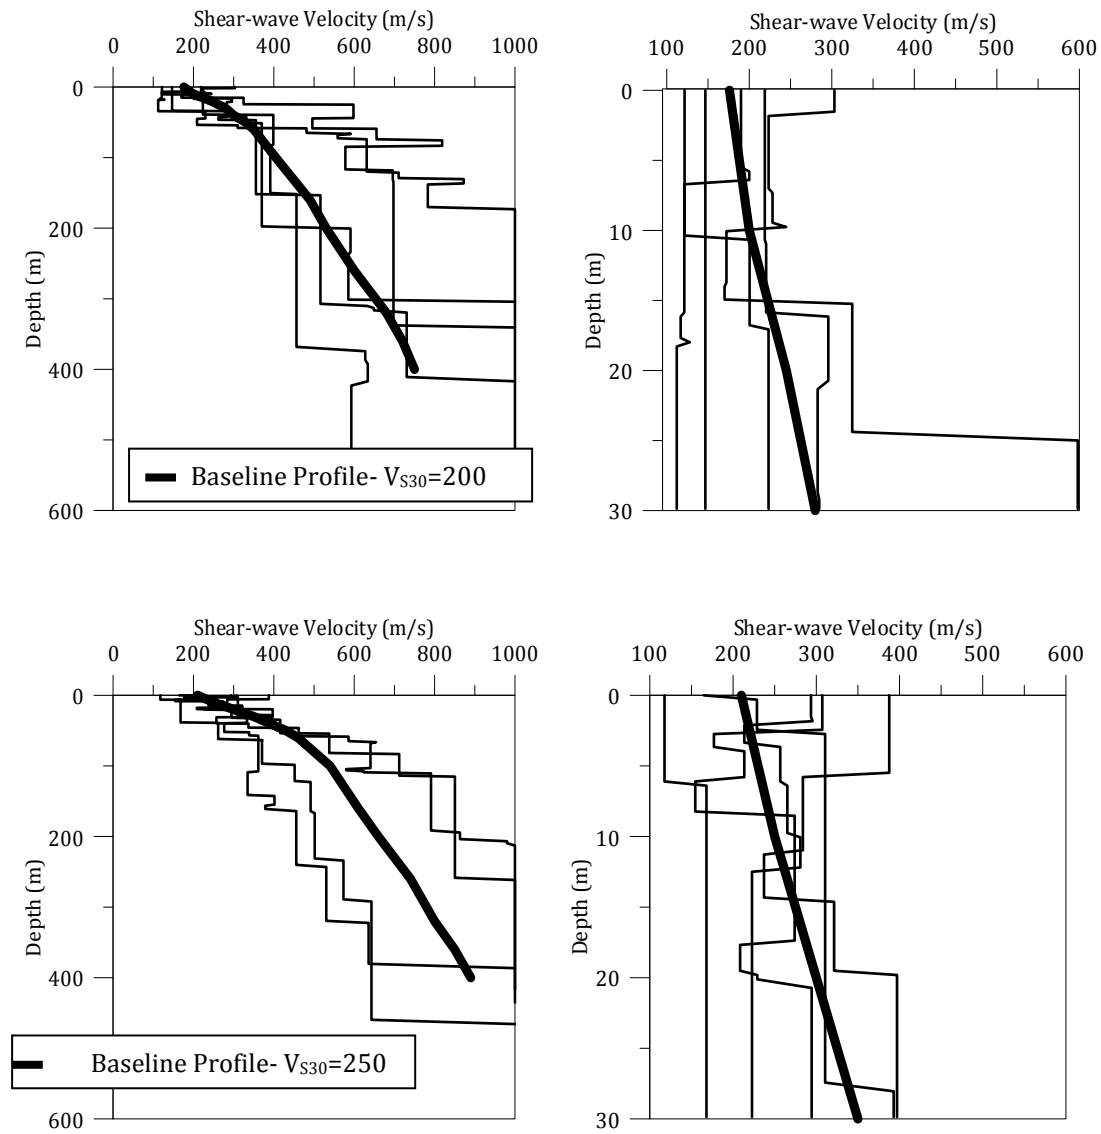 Shear-wave Velocity (m/s)
0 200 400 600 800 1000
0
200
400
600
Depth (m)
Baseline Profile- VS30=200
Shear-wave Velocity (m/s)
100 200 300 400 500 600
0
10
20
30
Depth (m)
Shear-wave Velocity (m/s)
0 200 400 600 800 1000
0
200
400
600
Depth (m)
Baseline Profile- VS30=250
Shear-wave Velocity (m/s)
100 200 300 400 500 600
0
10
20
30
Depth (m)